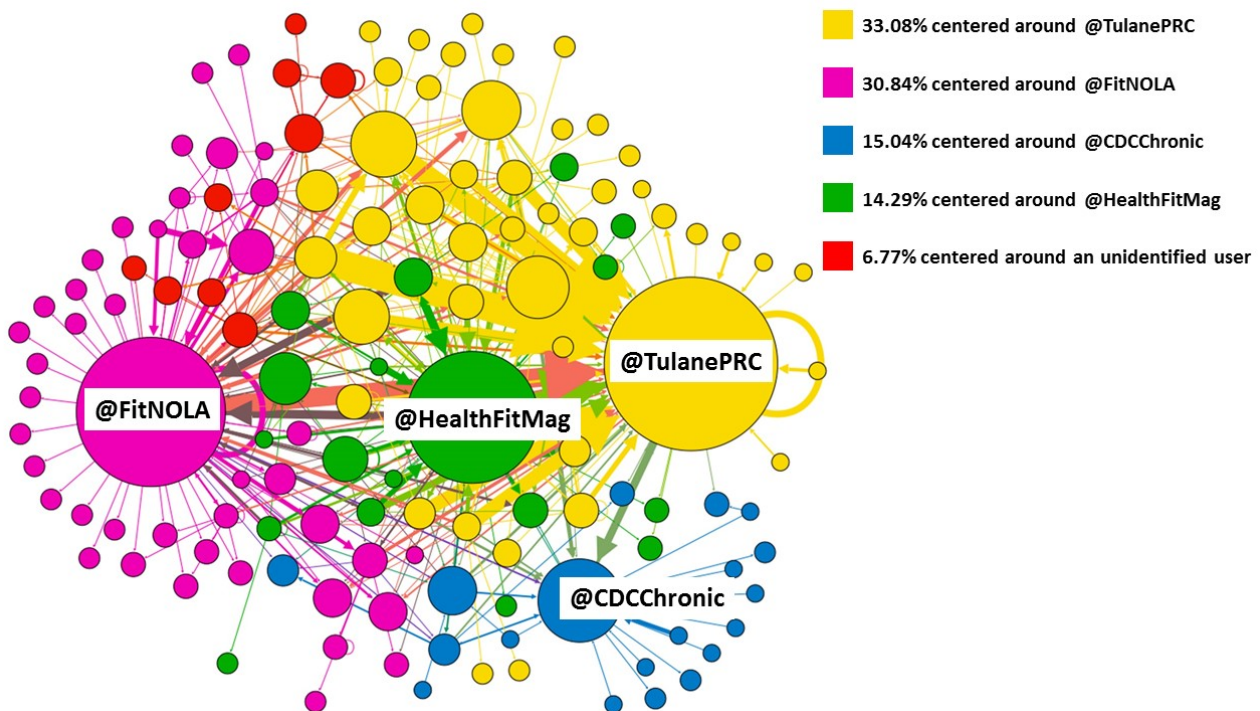 33.08% centered around @TulanePRC
30.84% centered around @FitNOLA
15.04% centered around @CDCChronic
14.29% centered around @HealthFitMag
6.77% centered around an unidentified user
@TulanePRC
@FitNOLA
@HealthFitMag
@CDCChronic